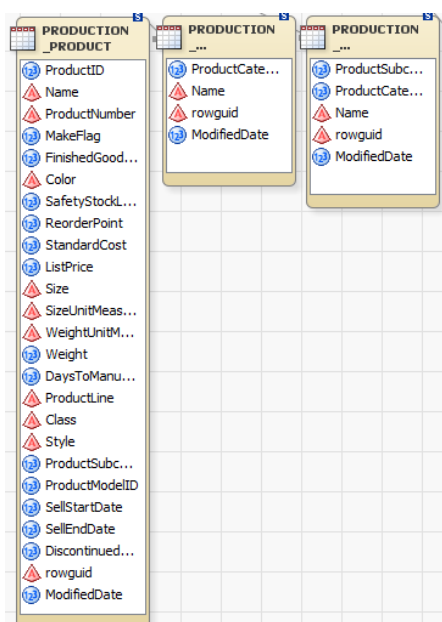 PRODUCTION
_PRODUCT
ProductID
Name
ProductNumber
MakeFlag
FinishedGood...
Color
SafetyStockL...
ReorderPoint
StandardCost
ListPrice
Size
SizeUnitMeas...
WeightUnitM...
Weight
DaysToManu...
ProductLine
Class
Style
ProductSubc...
ProductModelID
SellStartDate
SellEndDate
Discontinued...
rowguid
ModifiedDate
PRODUCTION
_...
ProductCate...
Name
rowguid
ModifiedDate
PRODUCTION
_...
ProductSubc...
ProductCate...
Name
rowguid
ModifiedDate